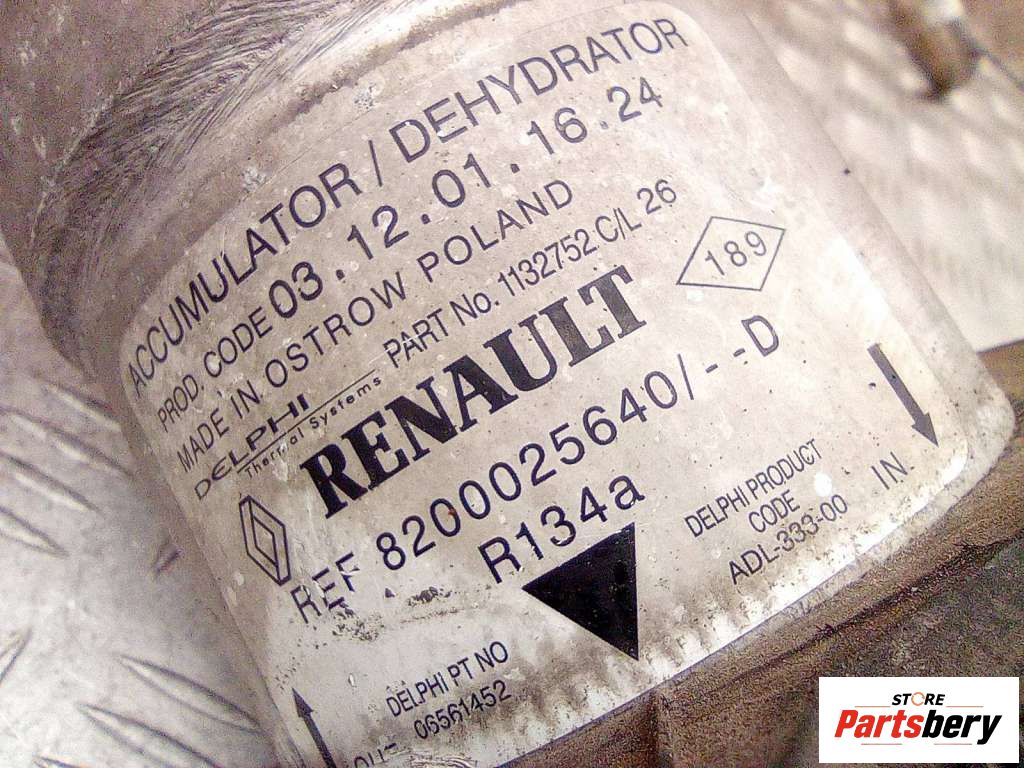 ACCUMULATOR / DEHYDRATOR
PROD. CODE 03.12.01.16.24
MADE IN OSTROW POLAND
DELPHI
Thermal Systems
PART No. 1132752 C/L 26
189
RENAULT
REF 8200025640/--D
R134a
DELPHI PRODUCT
CODE
ADL-333-00
IN.
DELPHI PT NO
06561452
STORE
Partsbery